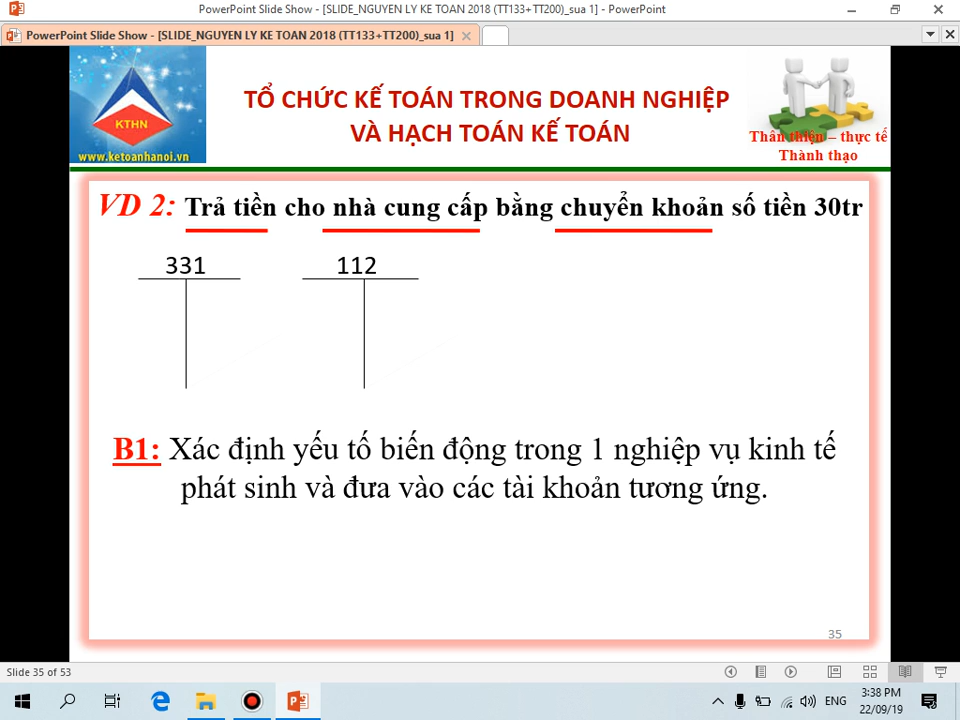 PowerPoint Slide Show - [SLIDE_NGUYEN LY KE TOAN 2018 (TT133+TT200)_sua 1] - PowerPoint
PowerPoint Slide Show - [SLIDE_NGUYEN LY KE TOAN 2018 (TT133+TT200)_sua 1]
KTHN
www.ketoanhanoi.vn
TỔ CHỨC KẾ TOÁN TRONG DOANH NGHIỆP
VÀ HẠCH TOÁN KẾ TOÁN
Thân thiện – thực tế
Thành thạo
VD 2: Trả tiền cho nhà cung cấp bằng chuyển khoản số tiền 30tr
331 112
B1: Xác định yếu tố biến động trong 1 nghiệp vụ kinh tế
phát sinh và đưa vào các tài khoản tương ứng.
35
Slide 35 of 53
ENG
3:38 PM
22/09/19